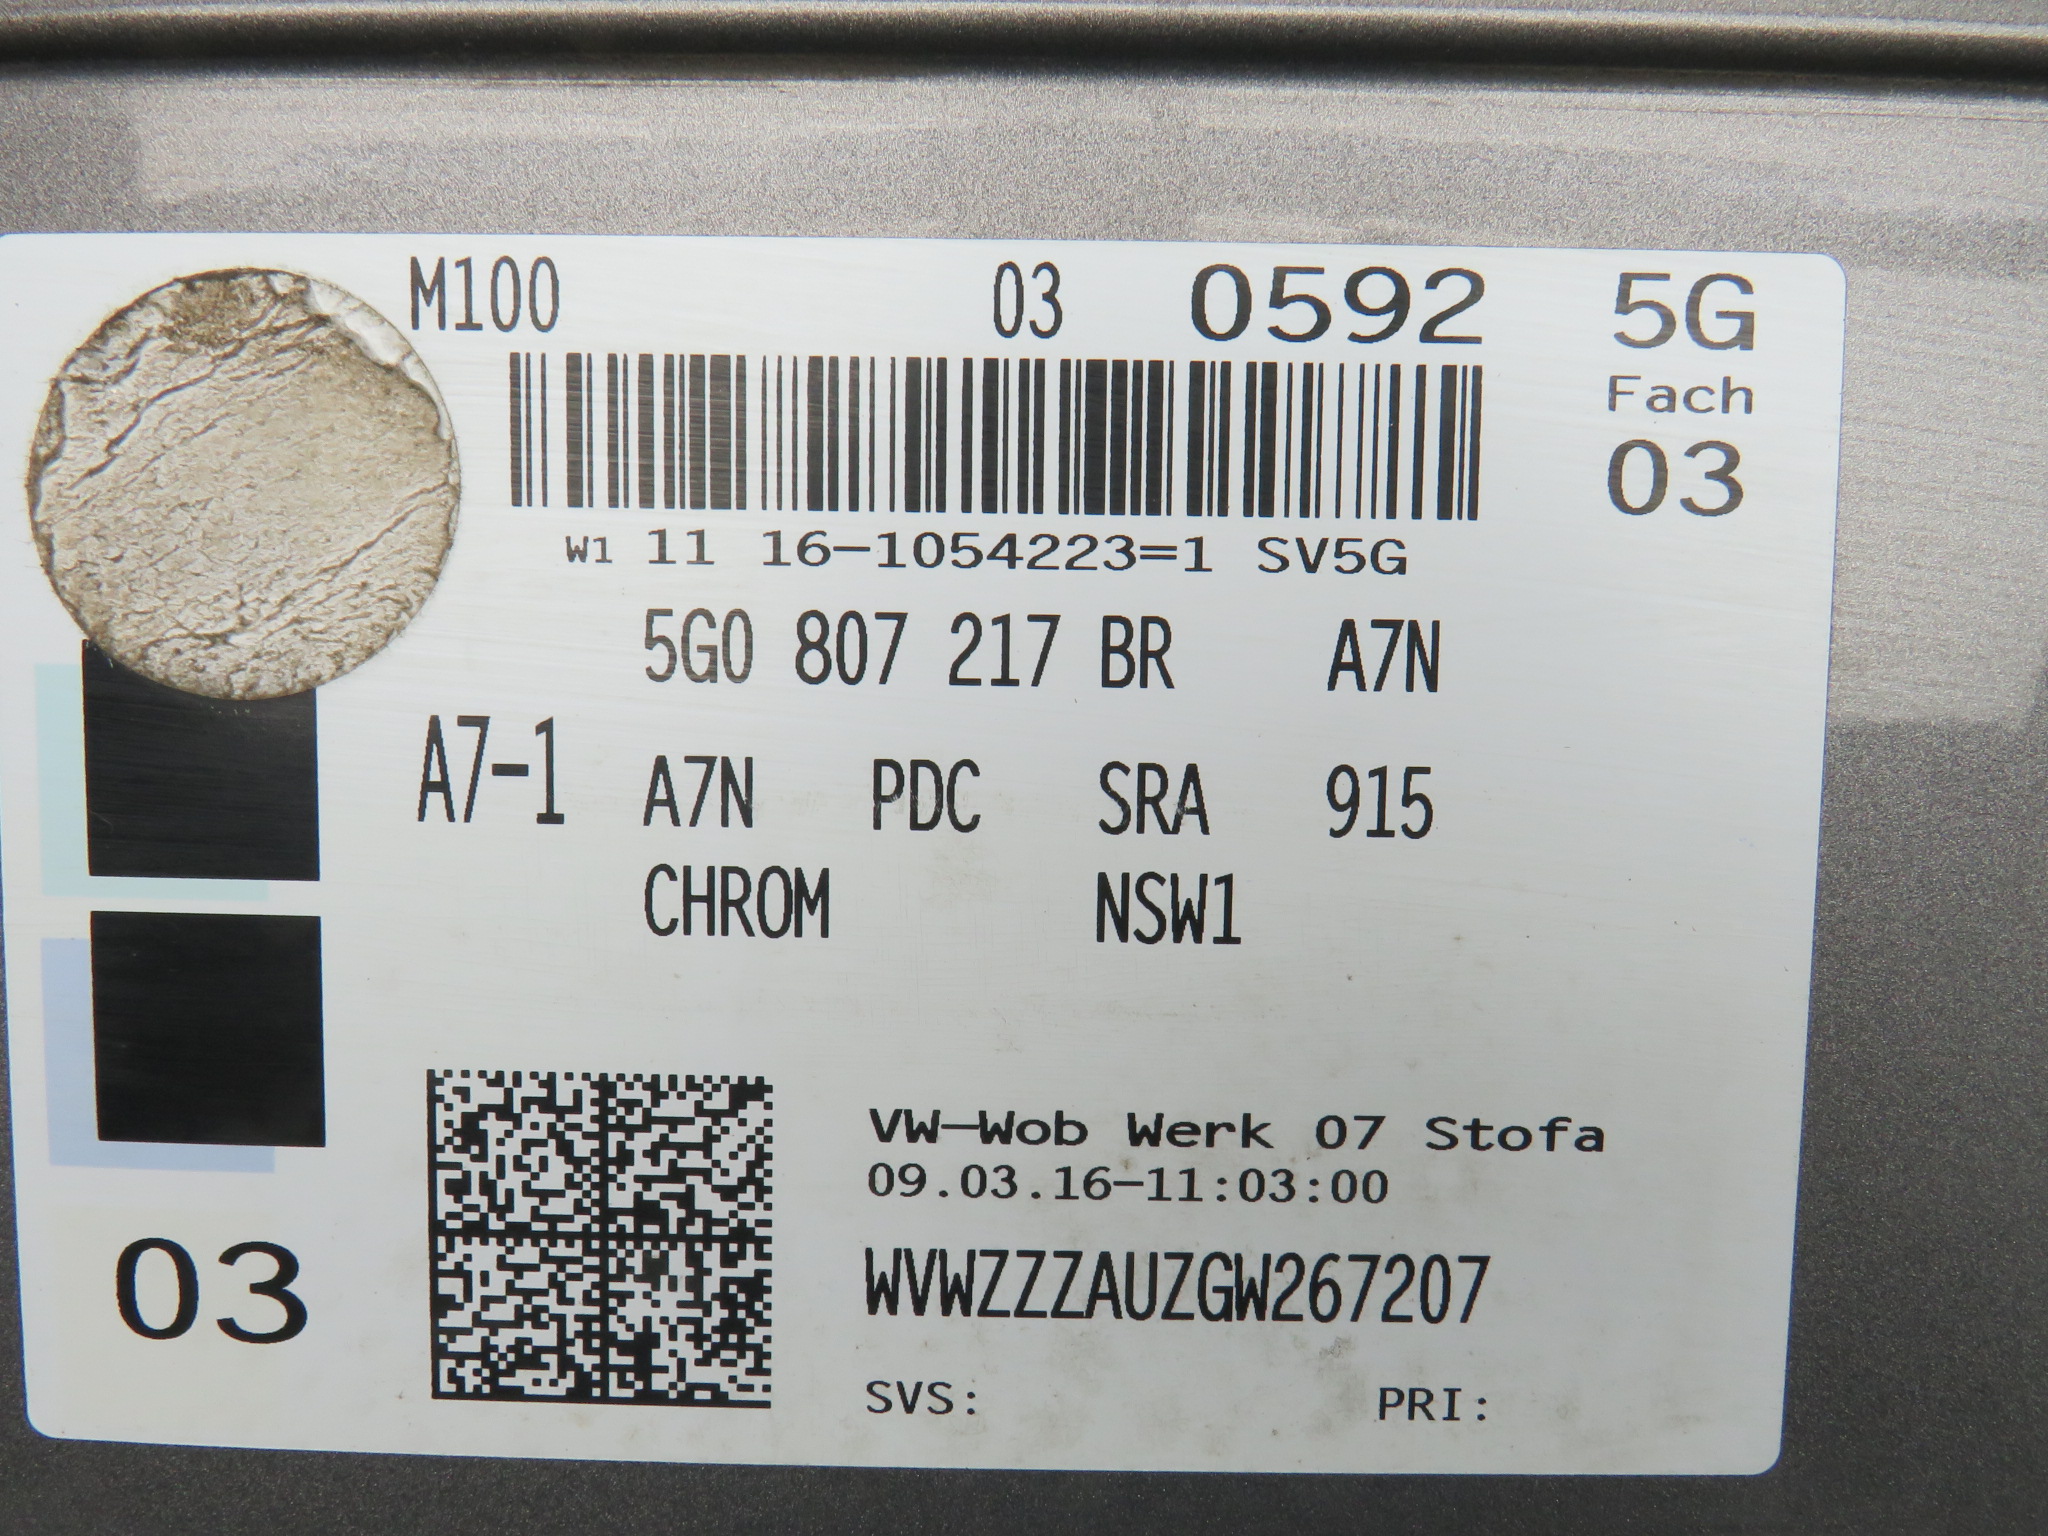 M100 03 0592 5G
Fach
03
W1 11 16-1054223=1 SV5G
5G0 807 217 BR A7N
A7-1 A7N PDC SRA 915
CHROM NSW1
VW-Wob Werk 07 Stofa
09.03.16-11:03:00
WVWZZZAUZGW267207
03
SVS: PRI: